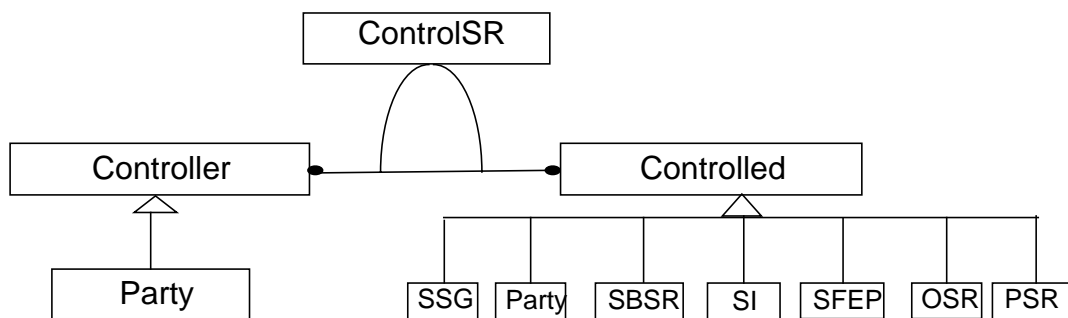 ControlSR
Controller
Controlled
Party
SSG
Party
SBSR
SI
SFEP
OSR
PSR